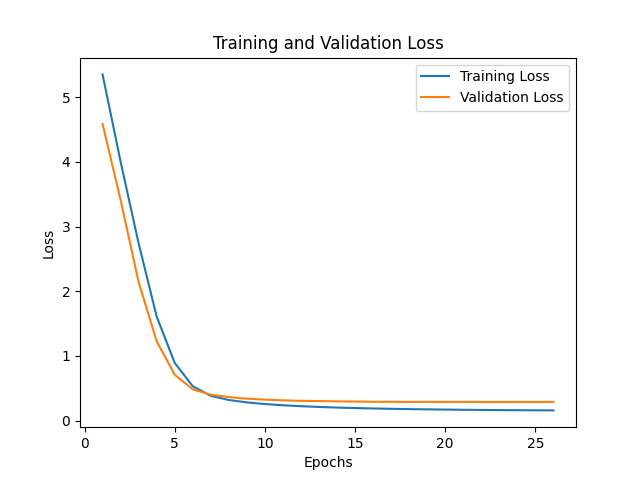 Training and Validation Loss
Training Loss
Validation Loss
5
4
3
2
1
0
Loss
0 5 10 15 20 25
Epochs